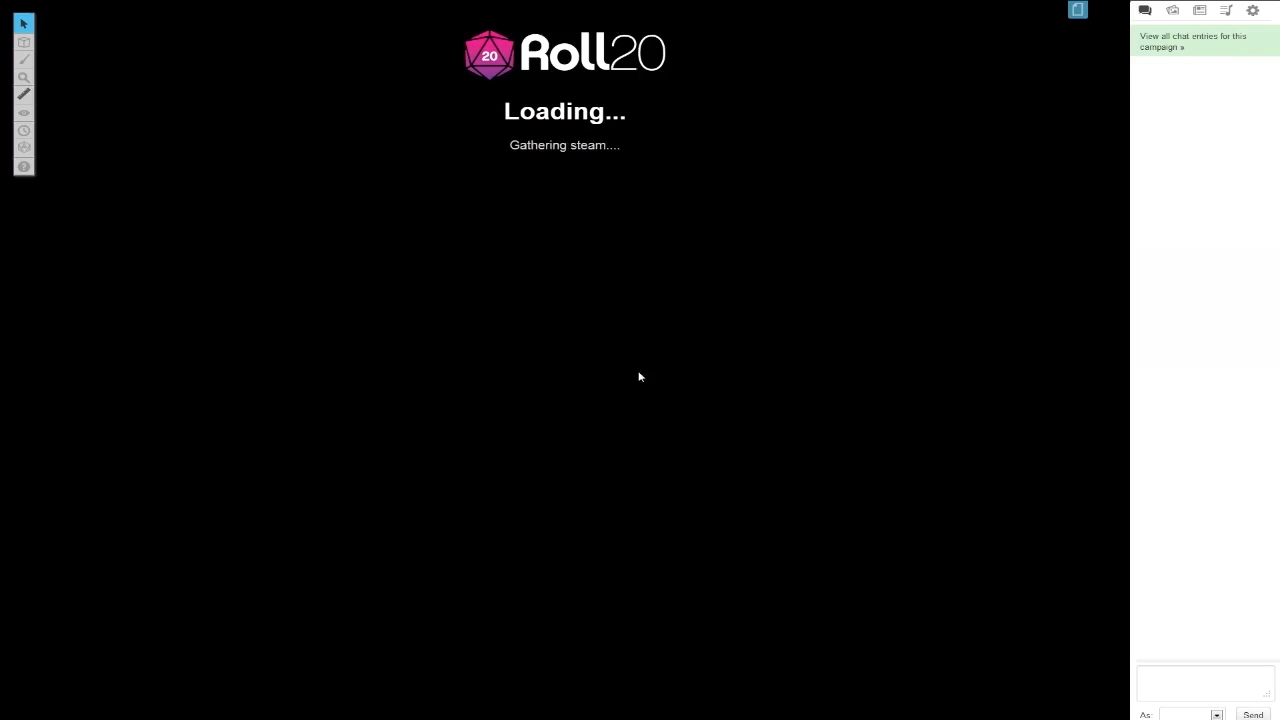 20 Roll20
Loading...
Gathering steam....
View all chat entries for this
campaign »
As:
Send